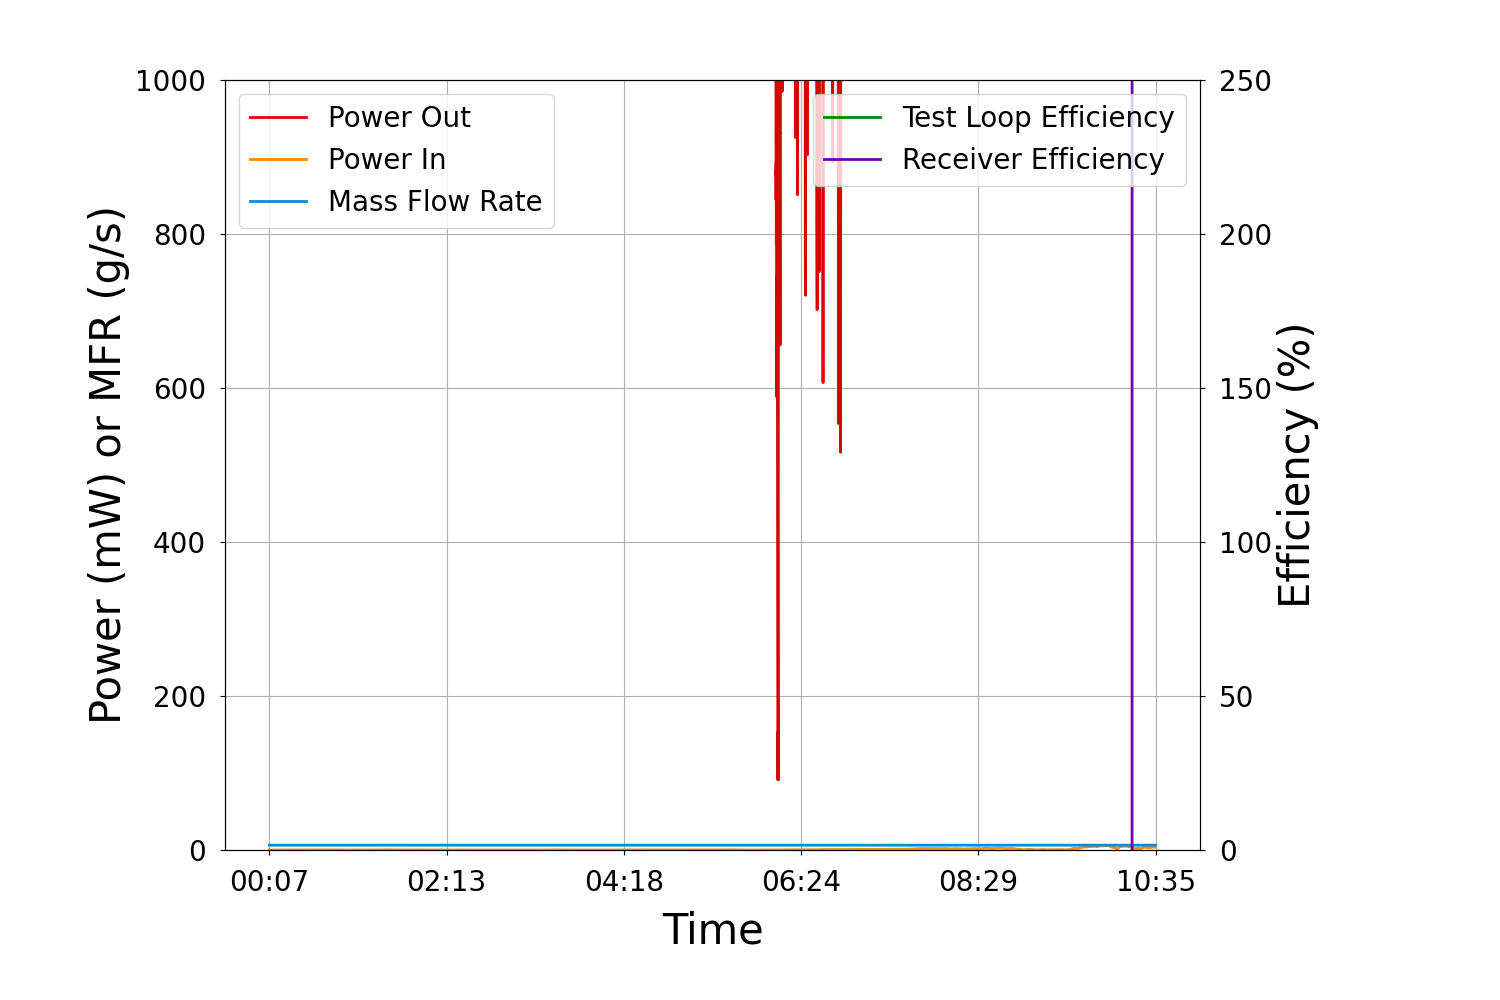 1000
800
600
400
200
0
Power (mW) or MFR (g/s)
Power Out
Power In
Mass Flow Rate
Test Loop Efficiency
Receiver Efficiency
250
200
150
100
50
0
Efficiency (%)
00:07 02:13 04:18 06:24 08:29 10:35
Time